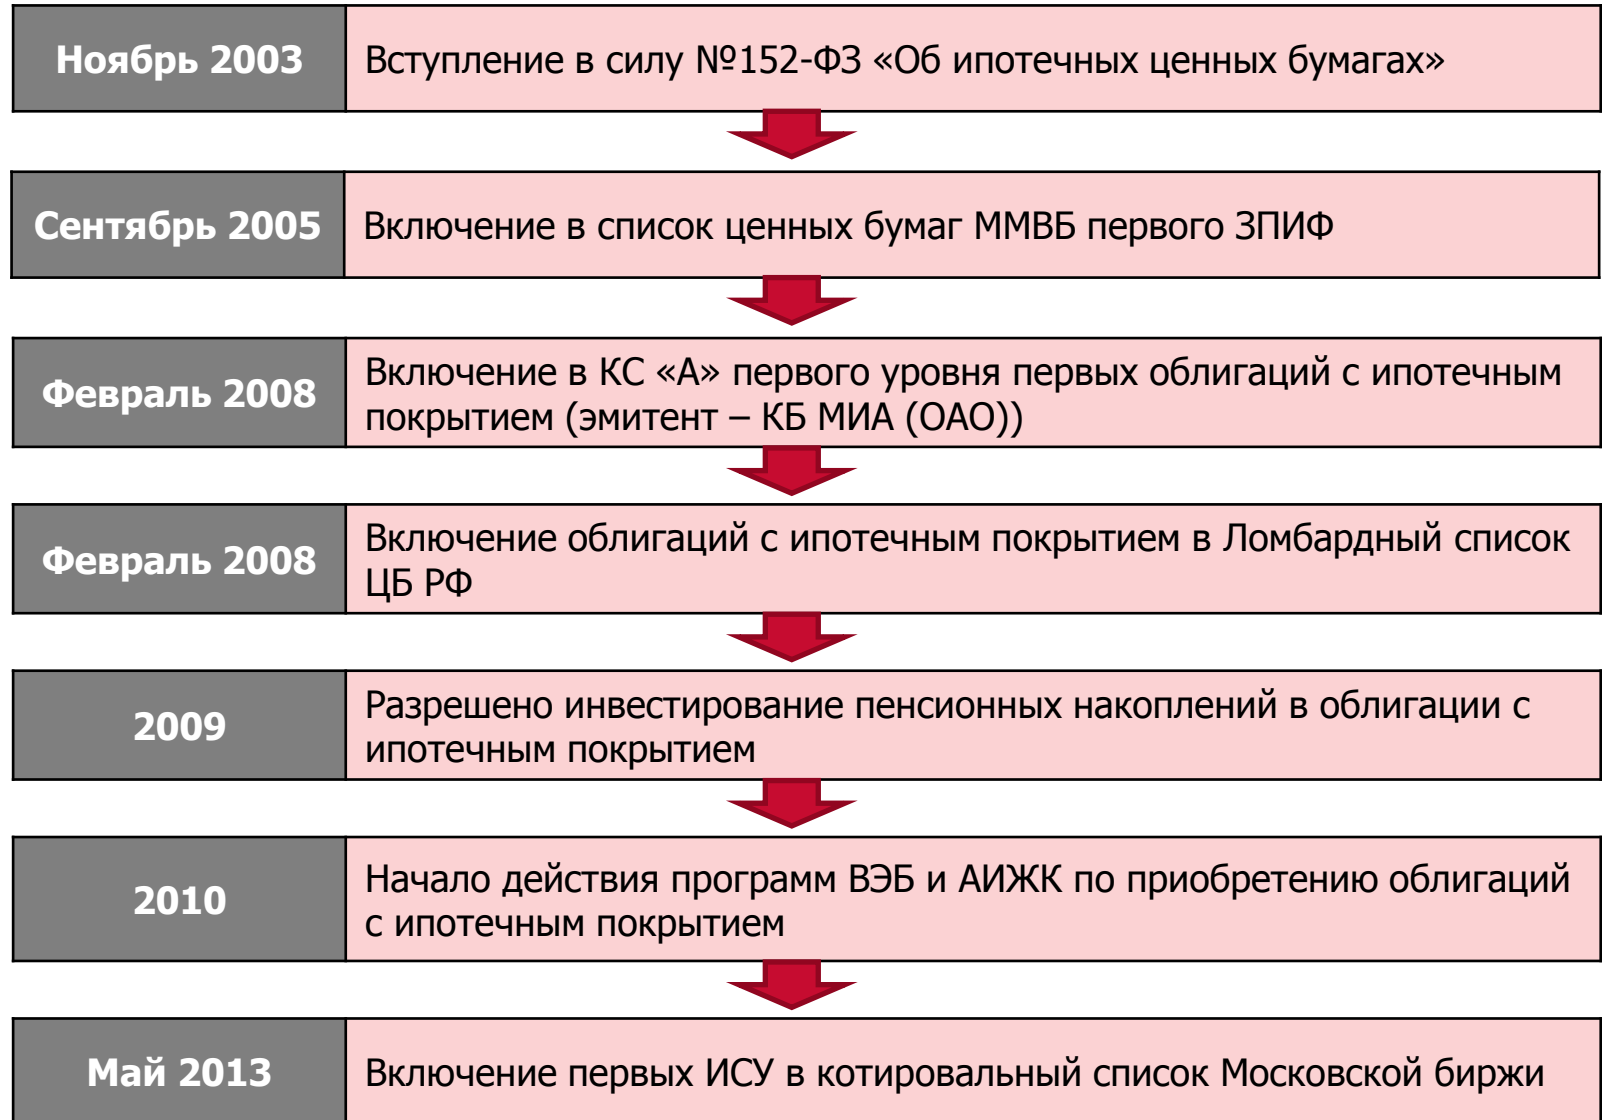 Ноябрь 2003
Вступление в силу №152-ФЗ «Об ипотечных ценных бумагах»
Сентябрь 2005
Включение в список ценных бумаг ММВБ первого ЗПИФ
Февраль 2008
Включение в КС «А» первого уровня первых облигаций с ипотечным
покрытием (эмитент – КБ МИА (ОАО))
Февраль 2008
Включение облигаций с ипотечным покрытием в Ломбардный список
ЦБ РФ
2009
Разрешено инвестирование пенсионных накоплений в облигации с
ипотечным покрытием
2010
Начало действия программ ВЭБ и АИЖК по приобретению облигаций
с ипотечным покрытием
Май 2013
Включение первых ИСУ в котировальный список Московской биржи